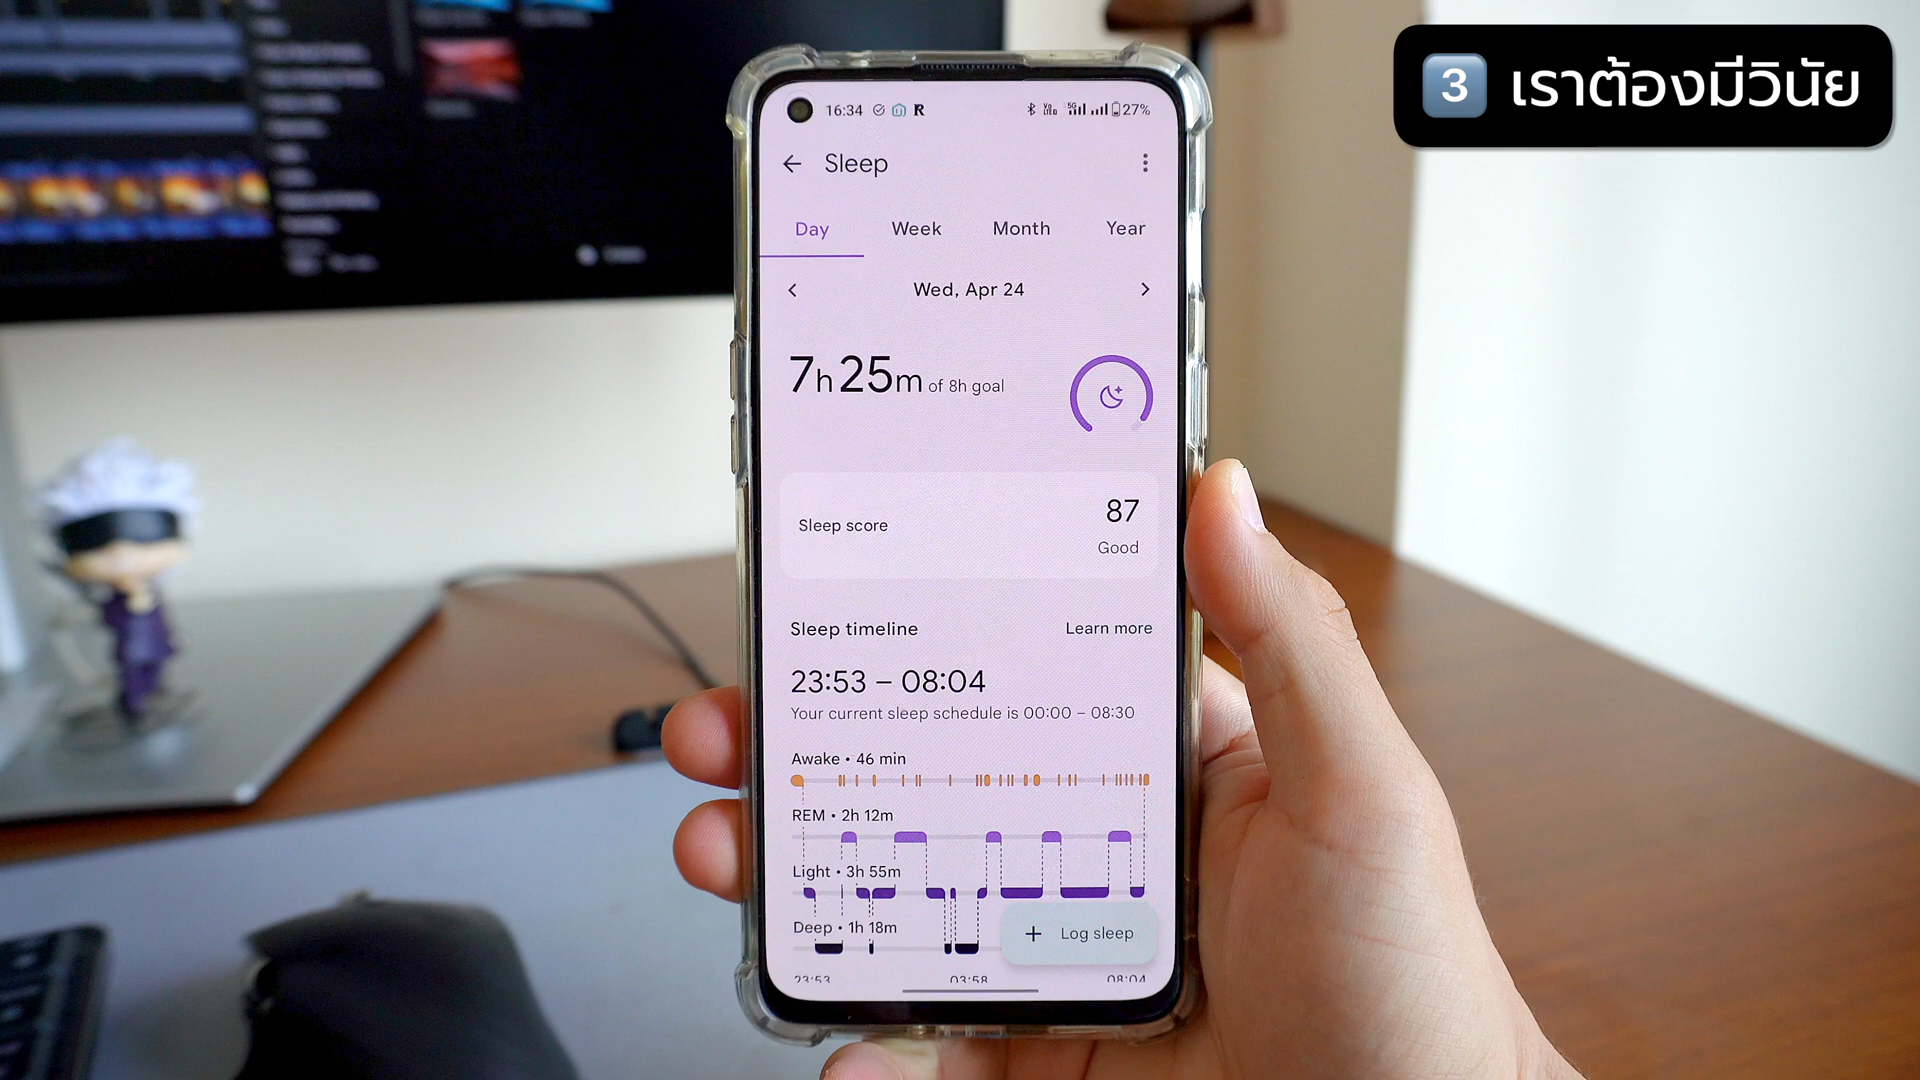 3 เราต้องมีวินัย
16:34 R 5G 27%
Sleep
Day Week Month Year
Wed, Apr 24
7h 25m of 8h goal
Sleep score
87
Good
Sleep timeline Learn more
23:53 – 08:04
Your current sleep schedule is 00:00 – 08:30
Awake • 46 min
REM • 2h 12m
Light • 3h 55m
Deep • 1h 18m
+ Log sleep
23:53 03:58 08:04